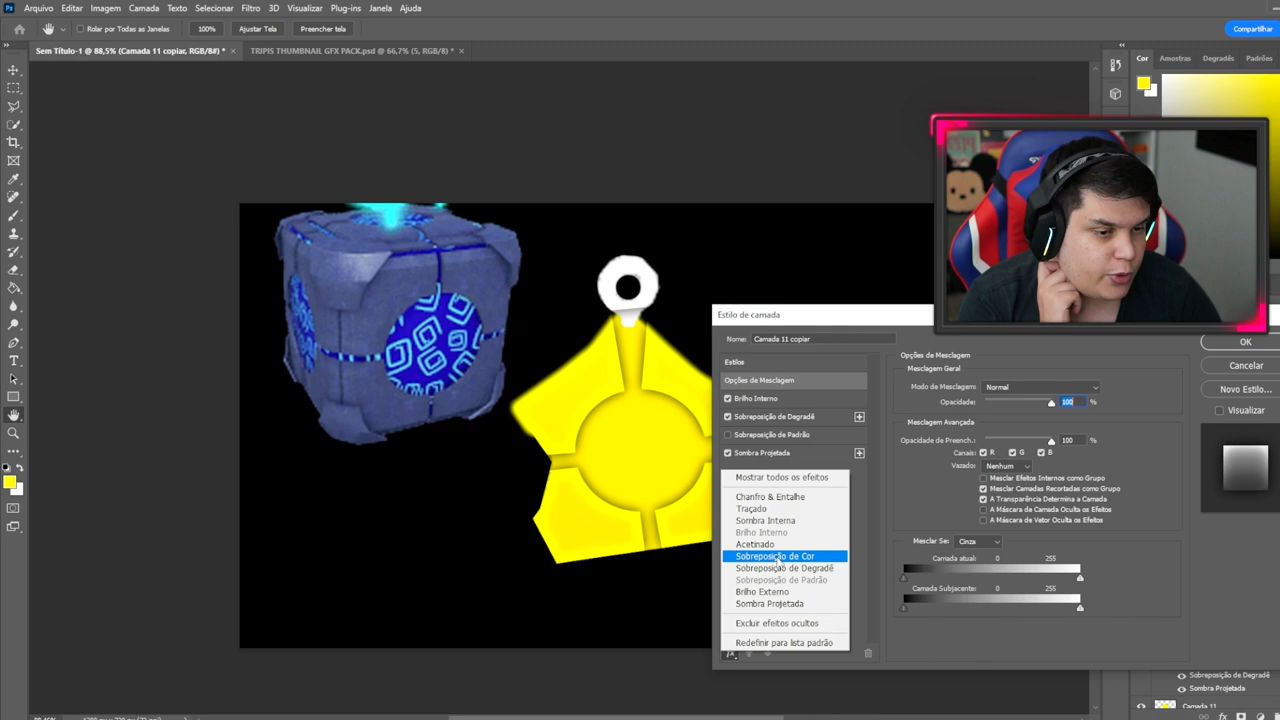 Ps Arquivo Editar Imagem Camada Texto Selecionar Filtro 3D Visualizar Plug-ins Janela Ajuda
Rolar por Todas as Janelas 100% Ajustar Tela Preencher tela Compartilhar
Sem Título-1 @ 88,5% (Camada 11 copiar, RGB/8#) * × TRIPIS THUMBNAIL GFX PACK.psd @ 66,7% (5, RGB/8) * ×
Cor Amostras Degradês Padrões
Estilo de camada
Nome: Camada 11 copiar
Estilos
Opções de Mesclagem
Brilho Interno
Sobreposição de Degradê
Sobreposição de Padrão
Sombra Projetada
Mostrar todos os efeitos
Chanfro & Entalhe
Traçado
Sombra Interna
Brilho Interno
Acetinado
Sobreposição de Cor
Sobreposição de Degradê
Sobreposição de Padrão
Brilho Externo
Sombra Projetada
Excluir efeitos ocultos
Redefinir para lista padrão
fx
Opções de Mesclagem
Mesclagem Geral
Modo de Mesclagem: Normal
Opacidade: 100 %
Mesclagem Avançada
Opacidade de Preench.: 100 %
Canais: R G B
Vazado: Nenhum
Mesclar Efeitos Internos como Grupo
Mesclar Camadas Recortadas como Grupo
A Transparência Determina a Camada
A Máscara de Camada Oculta os Efeitos
A Máscara de Vetor Oculta os Efeitos
Mesclar Se: Cinza
Camada atual: 0 255
Camada Subjacente: 0 255
OK
Cancelar
Novo Estilo...
Visualizar
Sobreposição de Degradê
Sombra Projetada
Camada 11
fx